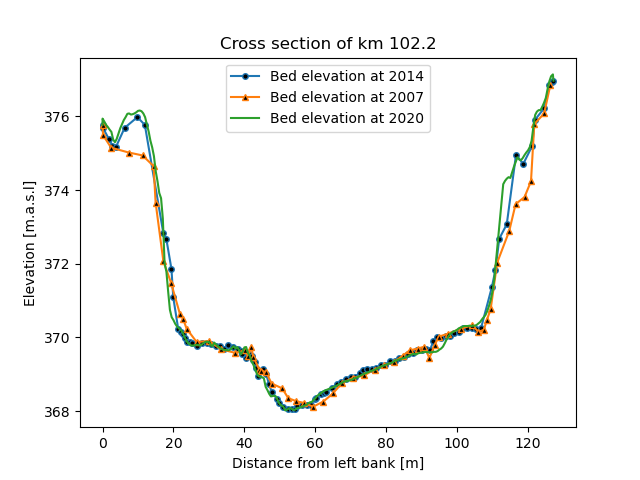 Cross section of km 102.2
Bed elevation at 2014
Bed elevation at 2007
Bed elevation at 2020
Elevation [m.a.s.l]
376
374
372
370
368
0 20 40 60 80 100 120
Distance from left bank [m]